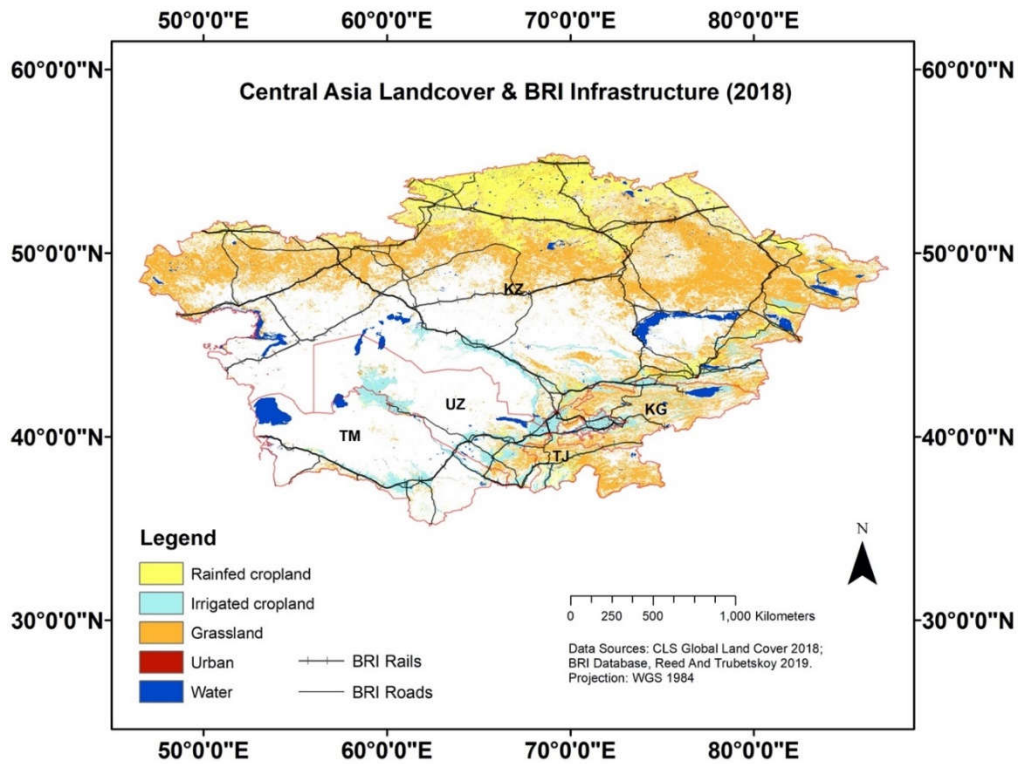 50°0'0"E 60°0'0"E 70°0'0"E 80°0'0"E
60°0'0"N 60°0'0"N
Central Asia Landcover & BRI Infrastructure (2018)
50°0'0"N 50°0'0"N
KZ
UZ
KG
40°0'0"N 40°0'0"N
TM
TJ
N
Legend
Rainfed cropland
Irrigated cropland
Grassland
Urban
Water
BRI Rails
BRI Roads
0 250 500 1,000 Kilometers
30°0'0"N 30°0'0"N
Data Sources: CLS Global Land Cover 2018;
BRI Database, Reed And Trubetskoy 2019.
Projection: WGS 1984
50°0'0"E 60°0'0"E 70°0'0"E 80°0'0"E